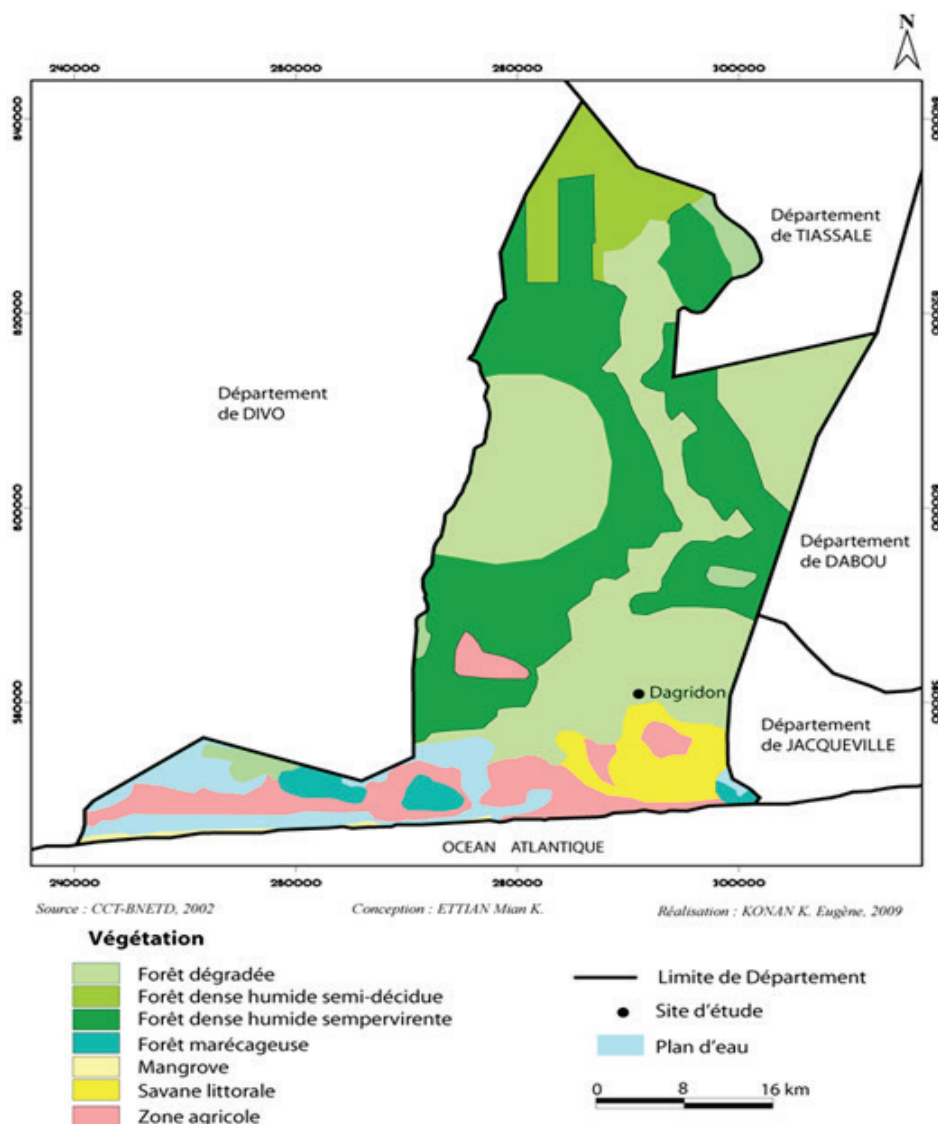 N
240000 260000 280000 3000000
Département
de TIASSALE
Département
de DIVO
Département
de DABOU
Dagridon
Département
de JACQUEVILLE
OCEAN ATLANTIQUE
240000 260000 280000 3000000
Source : CCT-BNETD, 2002 Conception : ETTIAN Mian K. Réalisation : KONAN K. Eugène, 2009
Végétation
Forêt dégradée
Forêt dense humide semi-décidue
Forêt dense humide sempervirente
Forêt marécageuse
Mangrove
Savane littorale
Zone agricole
Limite de Département
Site d'étude
Plan d'eau
0 8 16 km